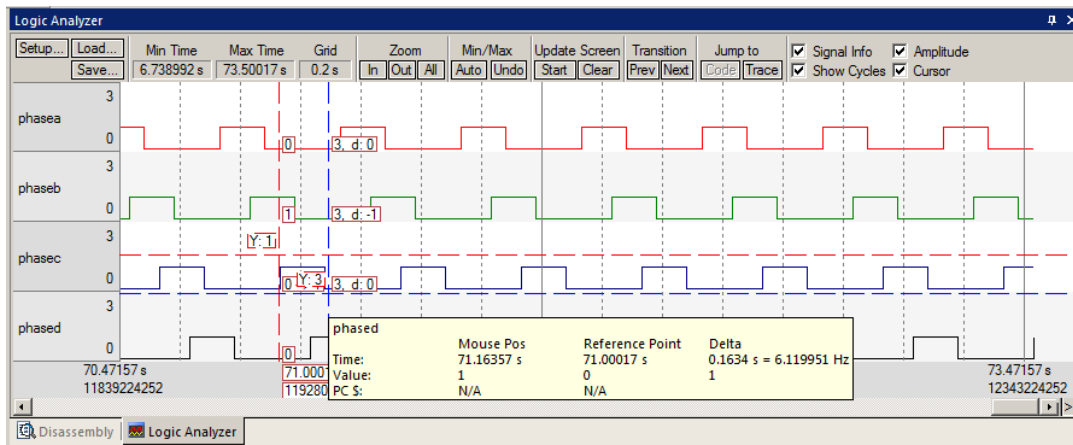 Logic Analyzer
Setup... Load... Min Time Max Time Grid Zoom Min/Max Update Screen Transition Jump to Signal Info Amplitude
Save... 6.738992 s 73.50017 s 0.2 s In Out All Auto Undo Start Clear Prev Next Code Trace Show Cycles Cursor
3
phasea
0 0 3, d: 0
3
phaseb
0 1 3, d: -1
3 Y: 1
phasec
0 0 Y: 3 3, d: 0
3
phased
0 0
phased
Mouse Pos Reference Point Delta
Time: 71.16357 s 71.00017 s 0.1634 s = 6.119951 Hz
Value: 1 0 1
PC $: N/A N/A
70.47157 s 71.0001 73.47157 s
11839224252 119280 12343224252
Disassembly Logic Analyzer